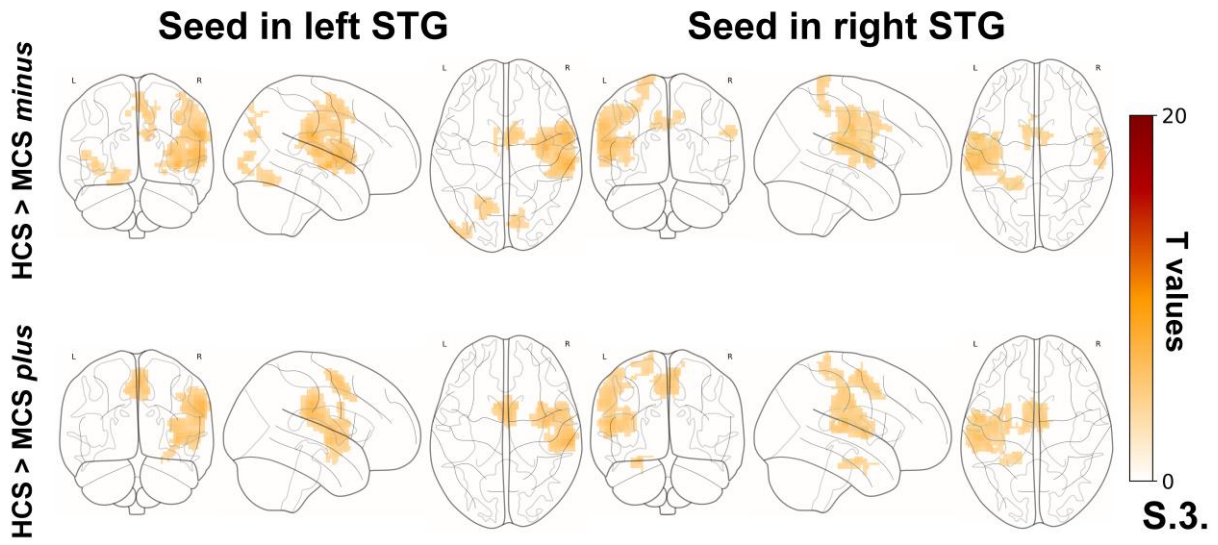 Seed in left STG
Seed in right STG
HCS > MCS minus
L R L R L R L R
20
T values
0
HCS > MCS plus
L R L R L R L R
S.3.